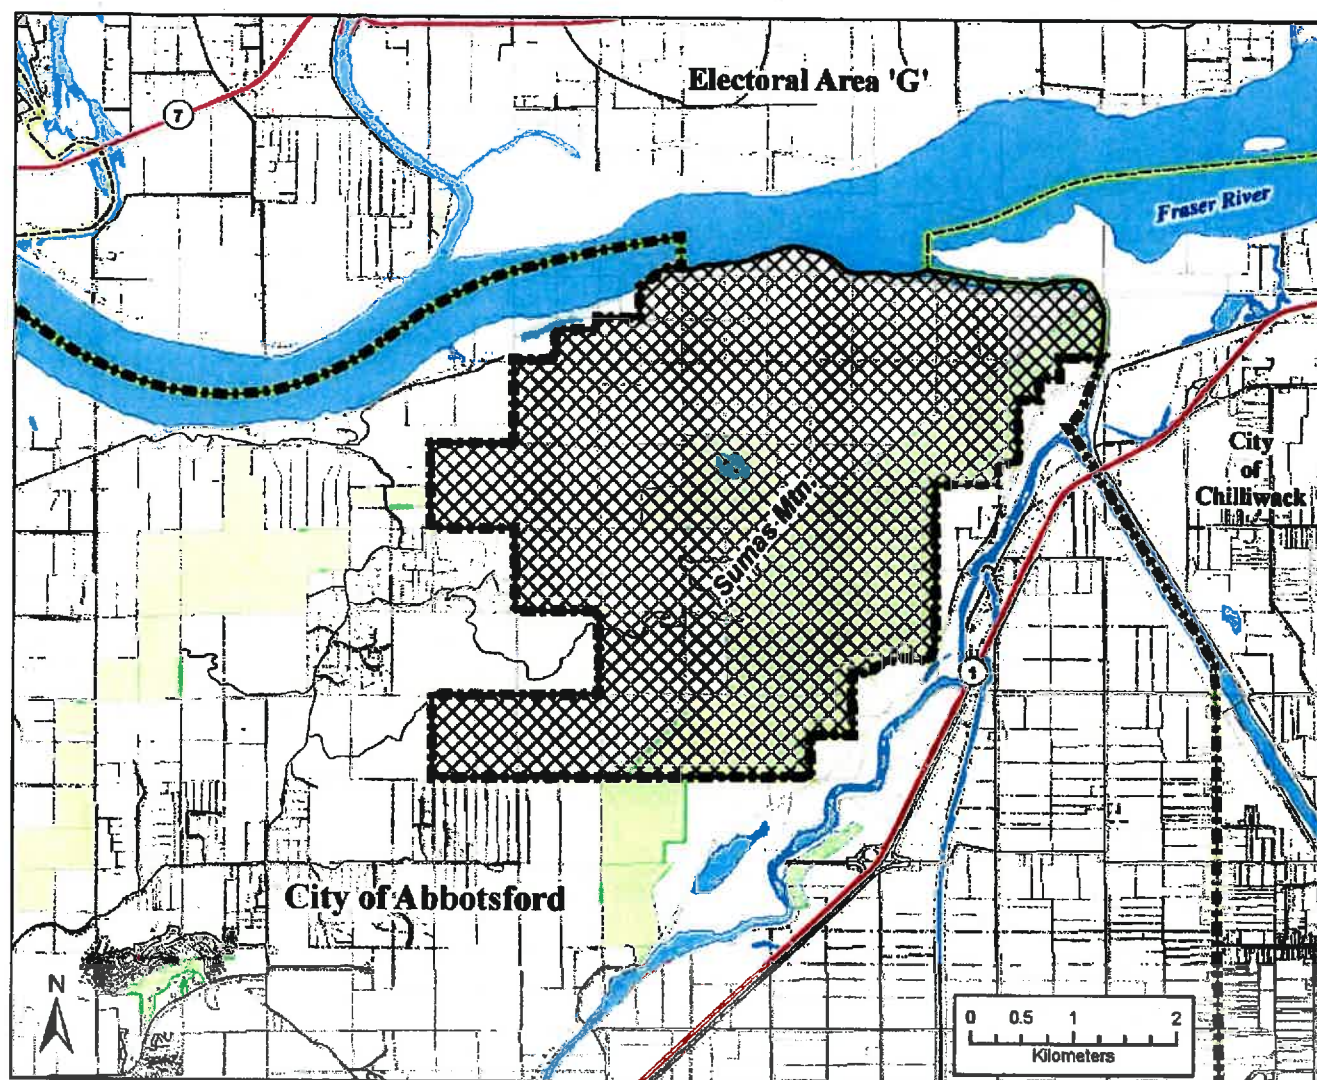 Electoral Area 'G'
7
Fraser River
City
of
Chilliwack
Sumas Mtn.
1
City of Abbotsford
N
0 0.5 1 2
Kilometers